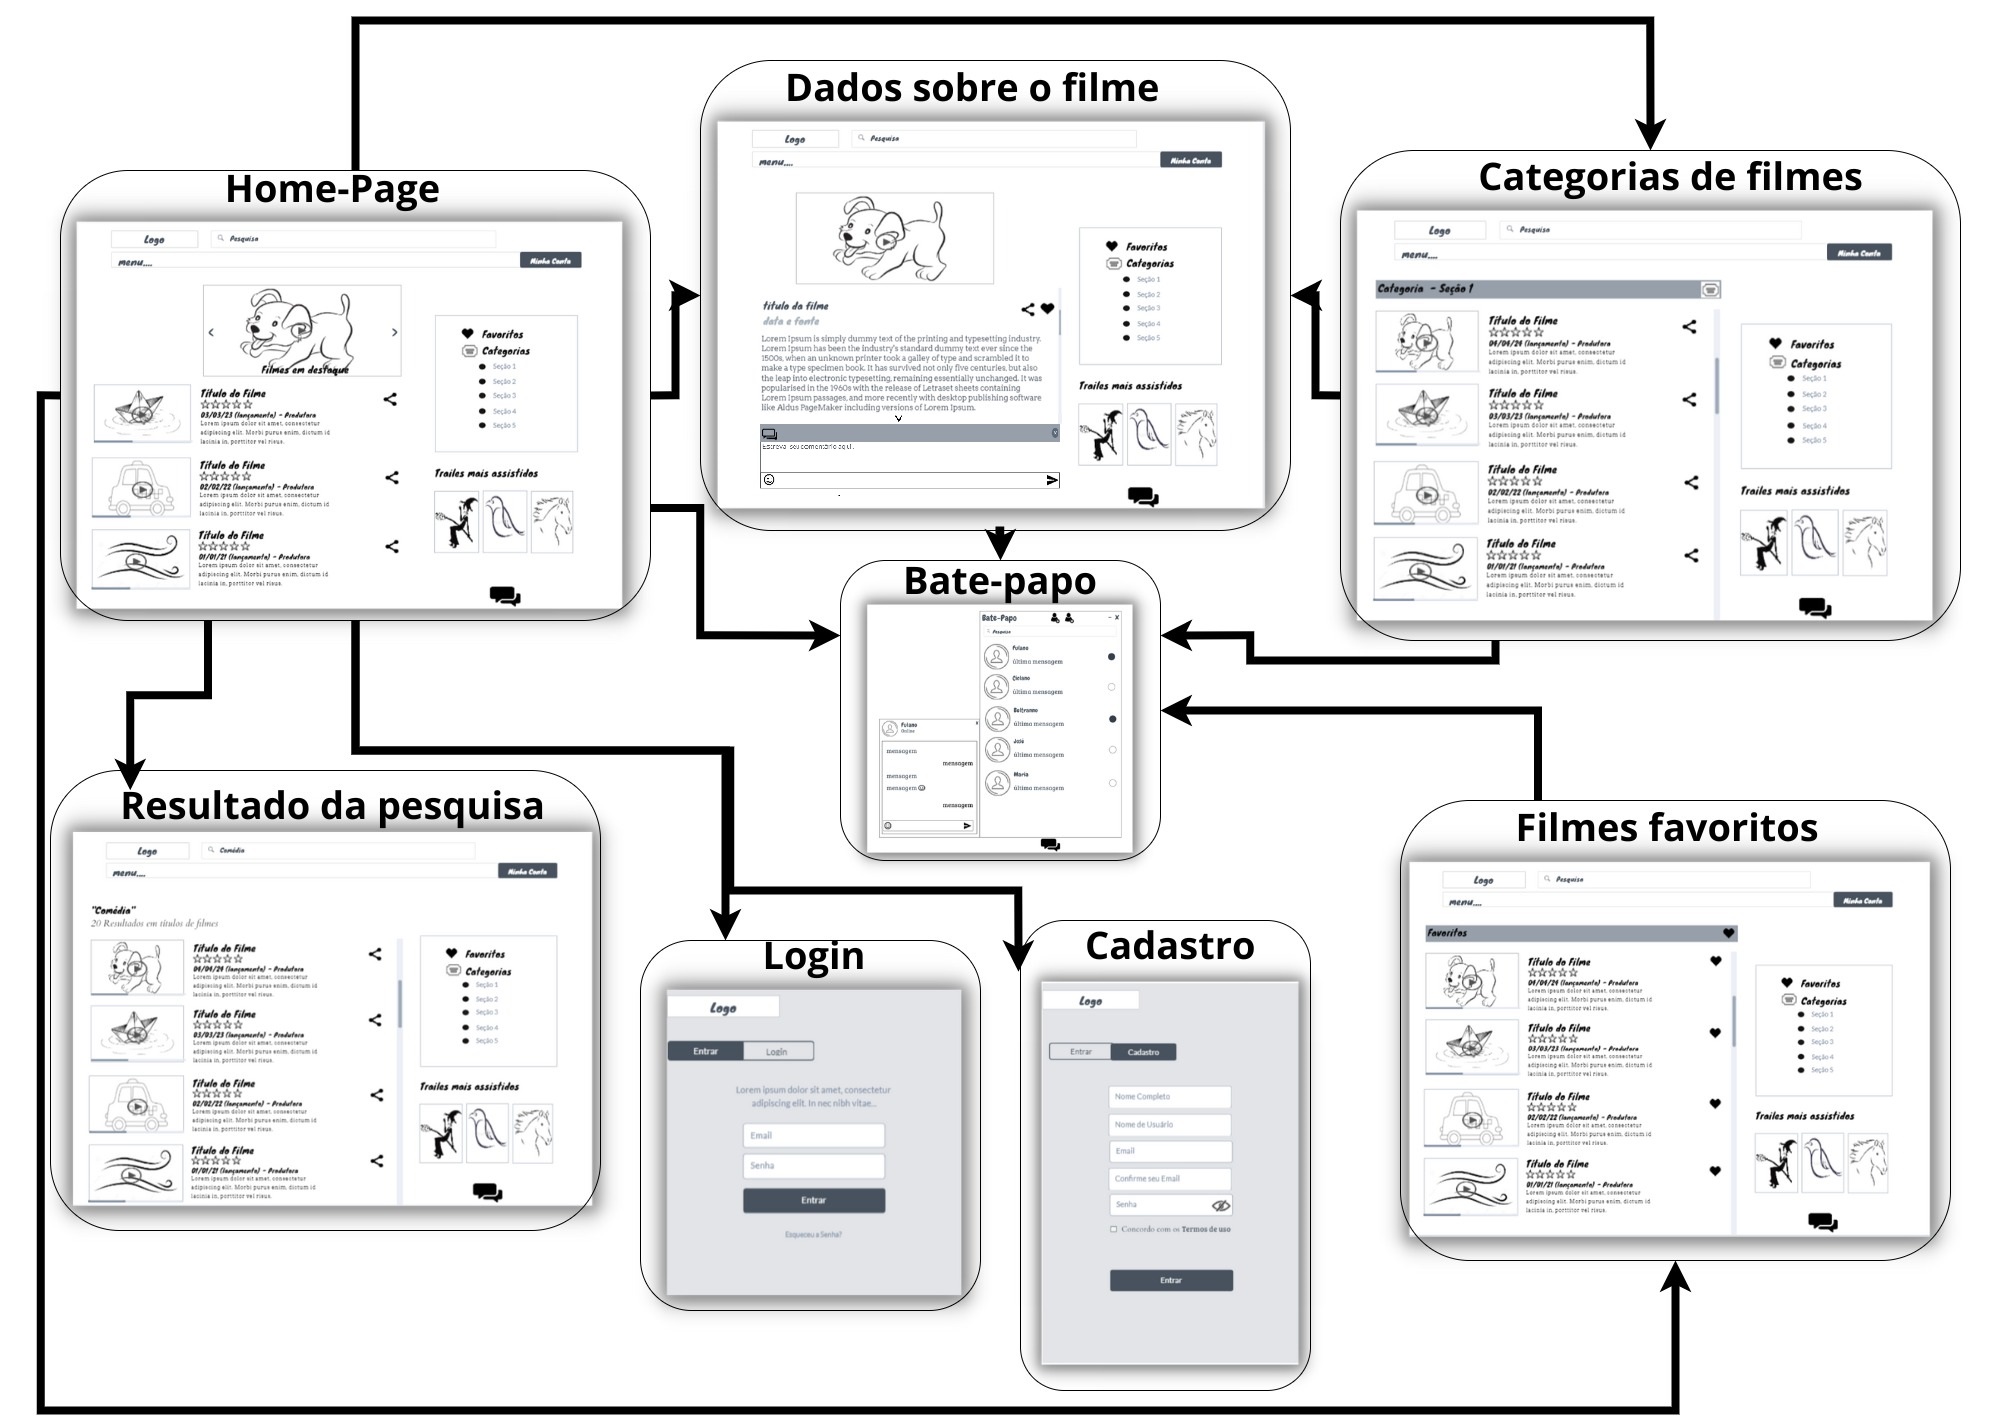 Dados sobre o filme
Logo
Pesquisa
menu....
Minha Conta
Favoritos
Categorias
Seção 1
Seção 2
Seção 3
Seção 4
Seção 5
titulo da filme
data e fonte
Lorem Ipsum is simply dummy text of the printing and typesetting industry.
Lorem Ipsum has been the industry's standard dummy text ever since the
1500s, when an unknown printer took a galley of type and scrambled it to
make a type specimen book. It has survived not only five centuries, but also
the leap into electronic typesetting, remaining essentially unchanged. It was
popularised in the 1960s with the release of Letraset sheets containing
Lorem Ipsum passages, and more recently with desktop publishing software
like Aldus PageMaker including versions of Lorem Ipsum.
Trailes mais assistidos
Escreva seu comentário aqui.
Home-Page
Logo
Pesquisa
menu....
Minha Conta
Filmes em destaque
Favoritos
Categorias
Seção 1
Seção 2
Seção 3
Seção 4
Seção 5
Título do Filme
03/03/23 (lançamento) - Produtora
Lorem ipsum dolor sit amet, consectetur
adipiscing elit. Morbi purus enim, dictum id
lacinia in, porttitor vel risus.
Título do Filme
02/02/22 (lançamento) - Produtora
Lorem ipsum dolor sit amet, consectetur
adipiscing elit. Morbi purus enim, dictum id
lacinia in, porttitor vel risus.
Título do Filme
01/01/21 (lançamento) - Produtora
Lorem ipsum dolor sit amet, consectetur
adipiscing elit. Morbi purus enim, dictum id
lacinia in, porttitor vel risus.
Trailes mais assistidos
Categorias de filmes
Logo
Pesquisa
menu....
Minha Conta
Categoria - Seção 1
Título do Filme
04/04/24 (lançamento) - Produtora
Lorem ipsum dolor sit amet, consectetur
adipiscing elit. Morbi purus enim, dictum id
lacinia in, porttitor vel risus.
Título do Filme
03/03/23 (lançamento) - Produtora
Lorem ipsum dolor sit amet, consectetur
adipiscing elit. Morbi purus enim, dictum id
lacinia in, porttitor vel risus.
Título do Filme
02/02/22 (lançamento) - Produtora
Lorem ipsum dolor sit amet, consectetur
adipiscing elit. Morbi purus enim, dictum id
lacinia in, porttitor vel risus.
Título do Filme
01/01/21 (lançamento) - Produtora
Lorem ipsum dolor sit amet, consectetur
adipiscing elit. Morbi purus enim, dictum id
lacinia in, porttitor vel risus.
Favoritos
Categorias
Seção 1
Seção 2
Seção 3
Seção 4
Seção 5
Trailes mais assistidos
Bate-papo
Bate-Papo
- x
Pesquisa
Fulano
última mensagem
Ciclano
última mensagem
Beltranno
última mensagem
José
última mensagem
Maria
última mensagem
Fulano
Online
x
mensagem
mensagem
mensagem
mensagem
mensagem
Resultado da pesquisa
Logo
Comédia
menu....
Minha Conta
"Comédia"
20 Resultados em títulos de filmes
Título do Filme
04/04/24 (lançamento) - Produtora
Lorem ipsum dolor sit amet, consectetur
adipiscing elit. Morbi purus enim, dictum id
lacinia in, porttitor vel risus.
Título do Filme
03/03/23 (lançamento) - Produtora
Lorem ipsum dolor sit amet, consectetur
adipiscing elit. Morbi purus enim, dictum id
lacinia in, porttitor vel risus.
Título do Filme
02/02/22 (lançamento) - Produtora
Lorem ipsum dolor sit amet, consectetur
adipiscing elit. Morbi purus enim, dictum id
lacinia in, porttitor vel risus.
Título do Filme
01/01/21 (lançamento) - Produtora
Lorem ipsum dolor sit amet, consectetur
adipiscing elit. Morbi purus enim, dictum id
lacinia in, porttitor vel risus.
Favoritos
Categorias
Seção 1
Seção 2
Seção 3
Seção 4
Seção 5
Trailes mais assistidos
Login
Logo
Entrar
Login
Lorem ipsum dolor sit amet, consectetur
adipiscing elit. In nec nibh vitae...
Email
Senha
Entrar
Esqueceu a Senha?
Cadastro
Logo
Entrar
Cadastro
Nome Completo
Nome de Usuário
Email
Confirme seu Email
Senha
Concordo com os Termos de uso
Entrar
Filmes favoritos
Logo
Pesquisa
menu....
Minha Conta
Favoritos
Título do Filme
04/04/24 (lançamento) - Produtora
Lorem ipsum dolor sit amet, consectetur
adipiscing elit. Morbi purus enim, dictum id
lacinia in, porttitor vel risus.
Título do Filme
03/03/23 (lançamento) - Produtora
Lorem ipsum dolor sit amet, consectetur
adipiscing elit. Morbi purus enim, dictum id
lacinia in, porttitor vel risus.
Título do Filme
02/02/22 (lançamento) - Produtora
Lorem ipsum dolor sit amet, consectetur
adipiscing elit. Morbi purus enim, dictum id
lacinia in, porttitor vel risus.
Título do Filme
01/01/21 (lançamento) - Produtora
Lorem ipsum dolor sit amet, consectetur
adipiscing elit. Morbi purus enim, dictum id
lacinia in, porttitor vel risus.
Favoritos
Categorias
Seção 1
Seção 2
Seção 3
Seção 4
Seção 5
Trailes mais assistidos